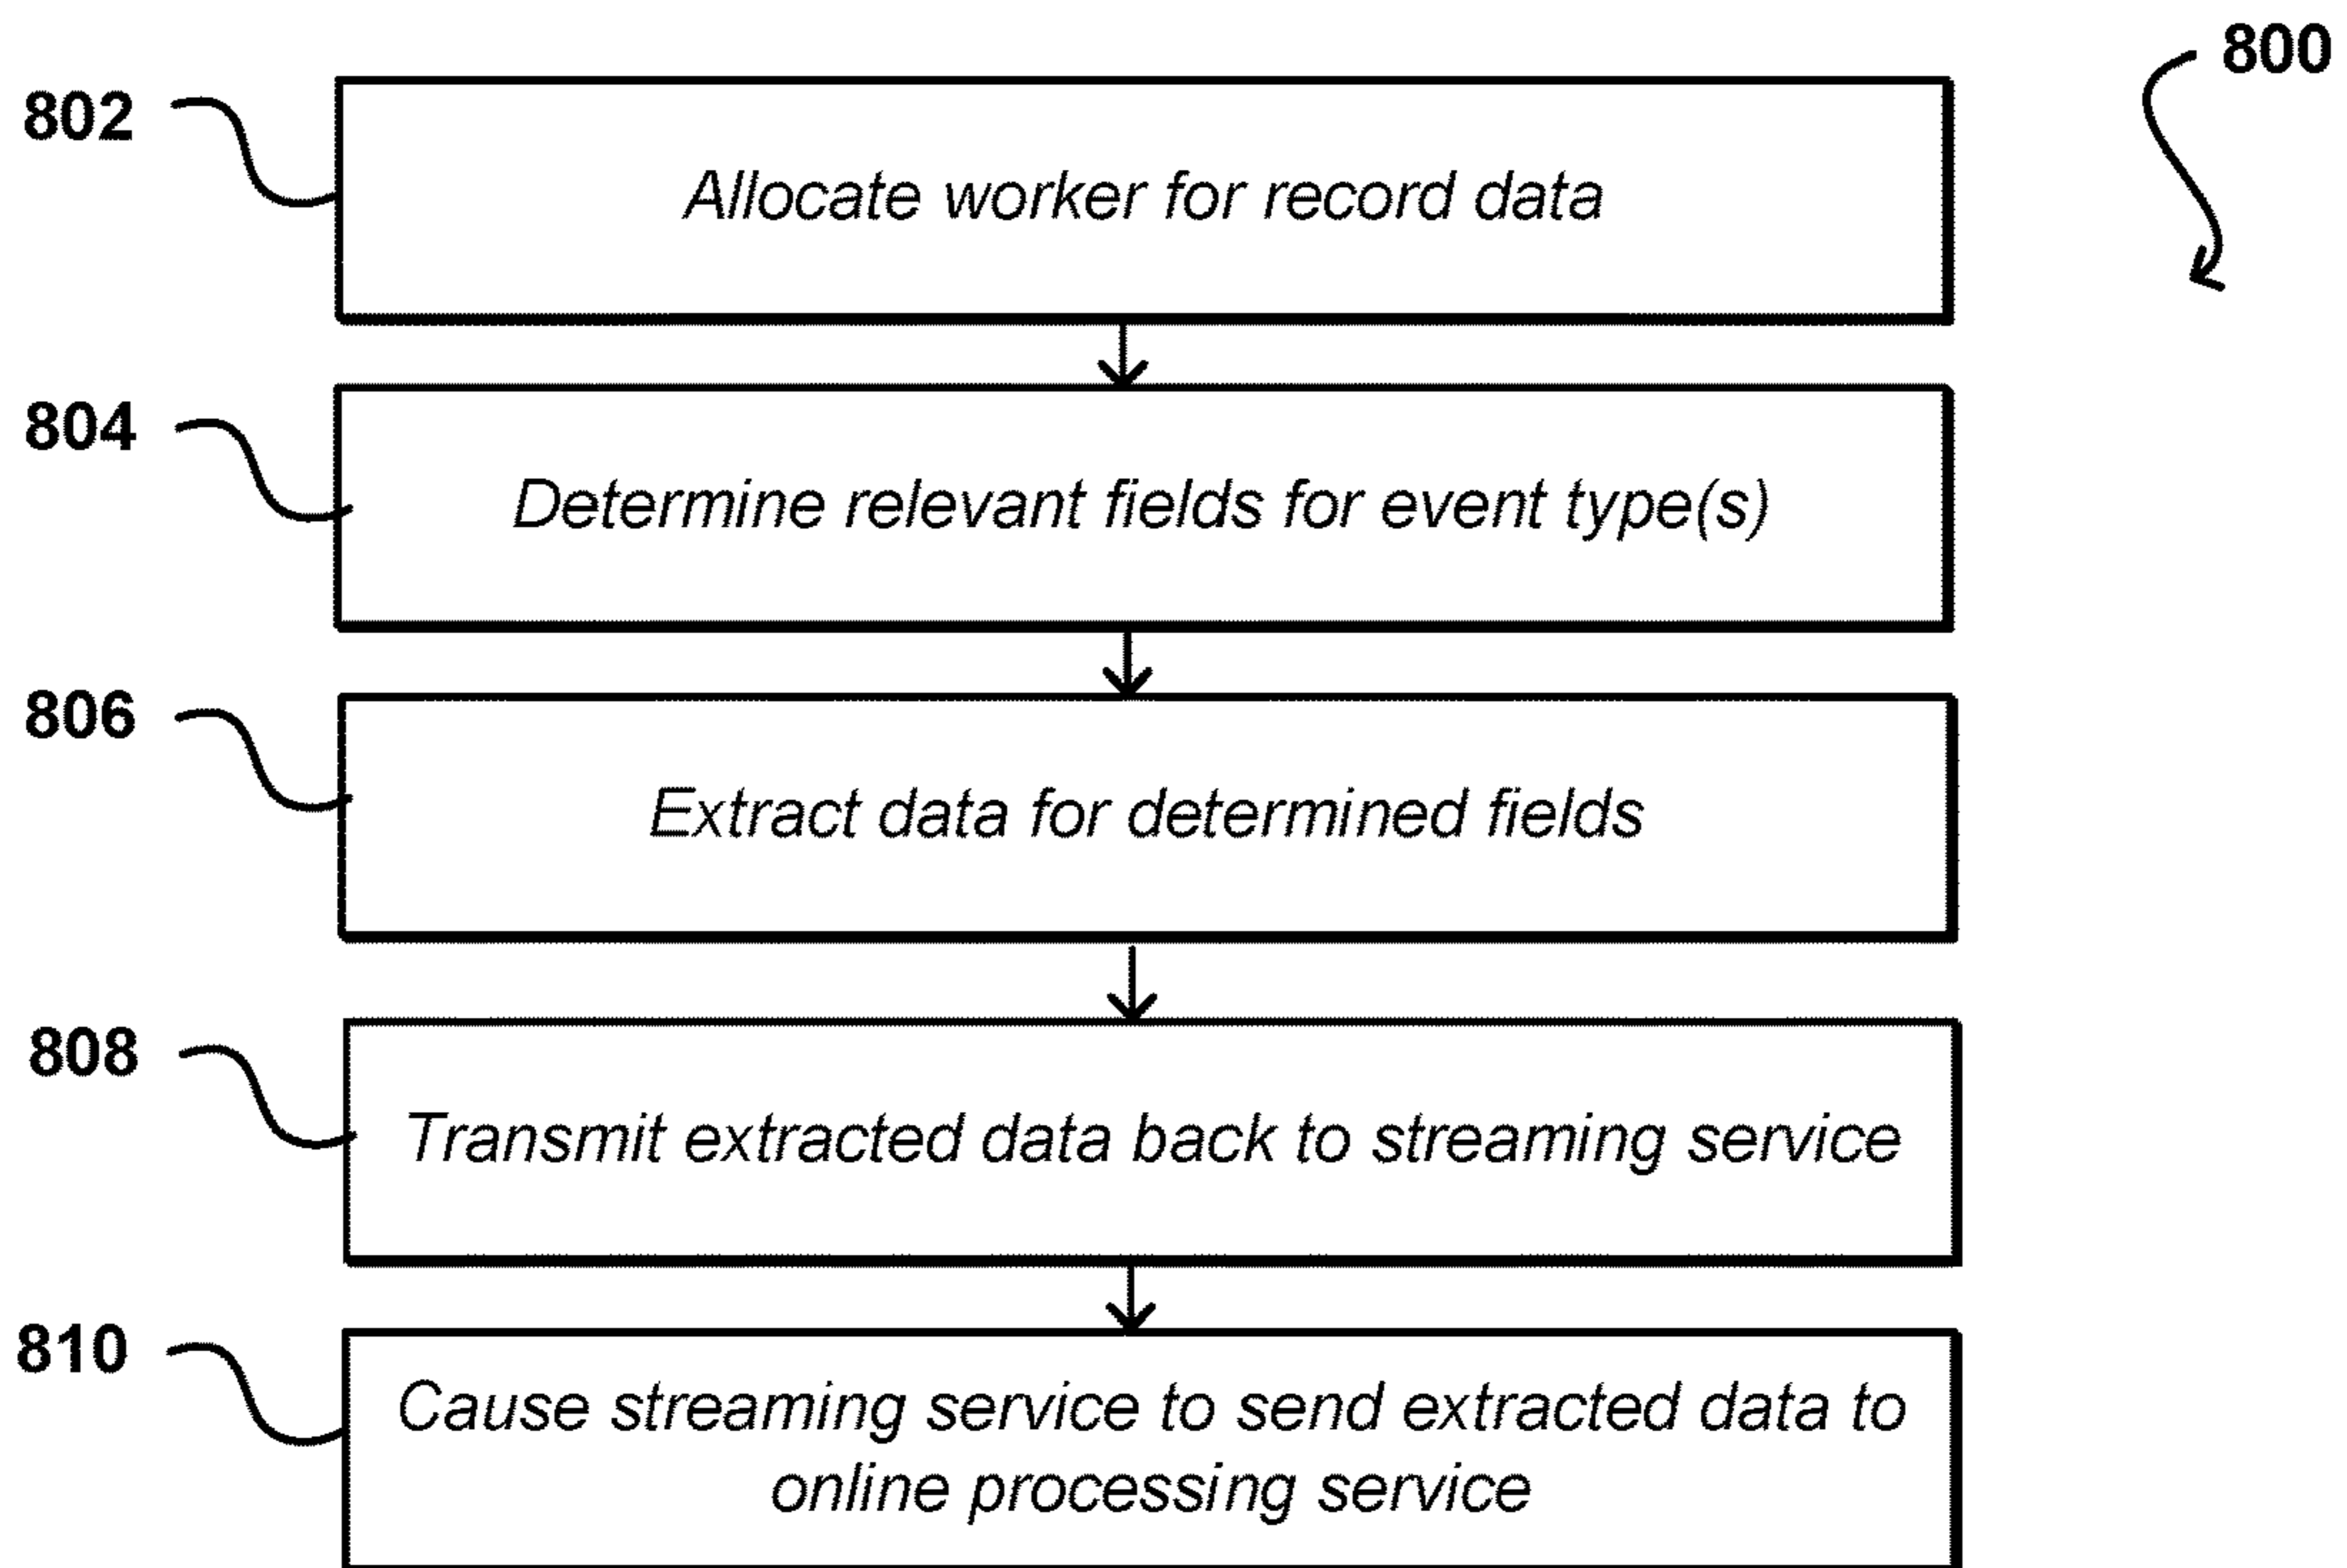 800
802
Allocate worker for record data
804
Determine relevant fields for event type(s)
806
Extract data for determined fields
808
Transmit extracted data back to streaming service
810
Cause streaming service to send extracted data to
online processing service